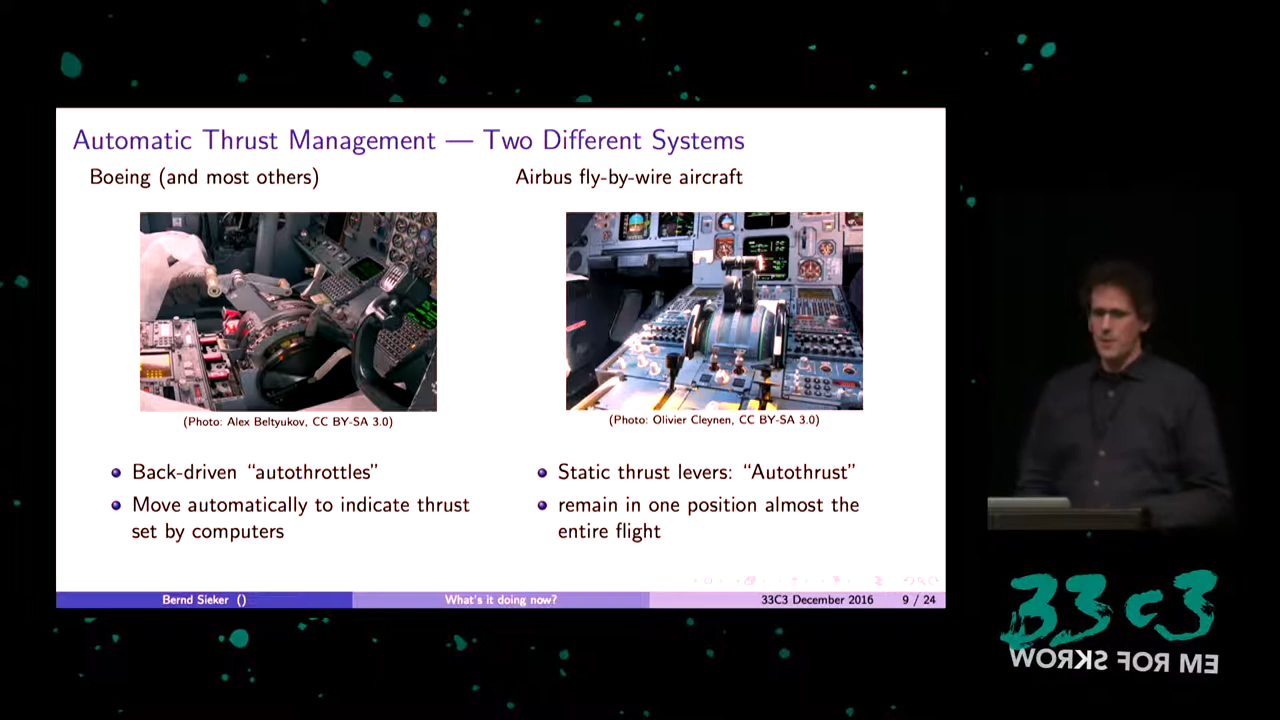 Automatic Thrust Management — Two Different Systems
Boeing (and most others)
(Photo: Alex Beltyukov, CC BY-SA 3.0)
Back-driven “autothrottles”
Move automatically to indicate thrust
set by computers
Airbus fly-by-wire aircraft
(Photo: Olivier Cleynen, CC BY-SA 3.0)
Static thrust levers: “Autothrust”
remain in one position almost the
entire flight
Bernd Sieker ()
What's it doing now?
33C3 December 2016
9 / 24
33c3
WORKS FOR ME